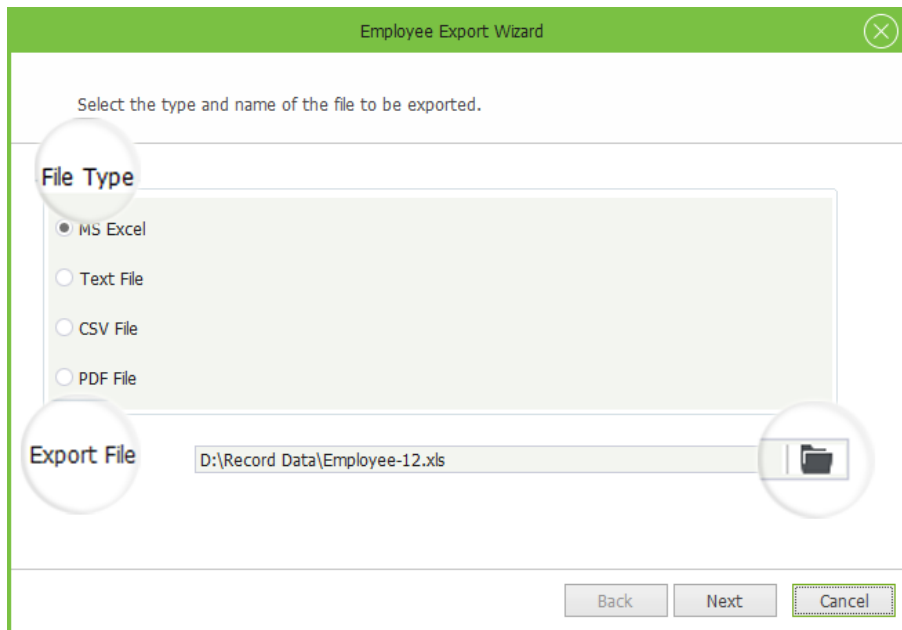 Employee Export Wizard
Select the type and name of the file to be exported.
File Type
MS Excel
Text File
CSV File
PDF File
Export File
D:\Record Data\Employee-12.xls
Back Next Cancel